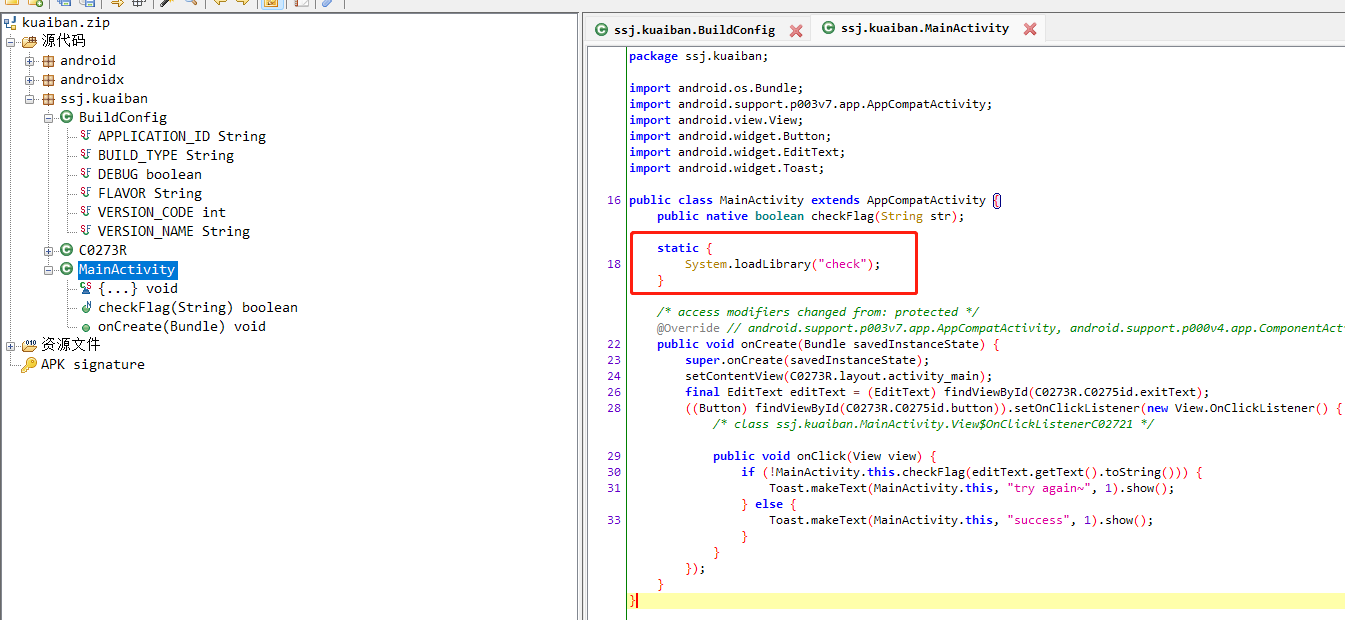 kuaiban.zip
源代码
android
androidx
ssj.kuaiban
BuildConfig
APPLICATION_ID String
BUILD_TYPE String
DEBUG boolean
FLAVOR String
VERSION_CODE int
VERSION_NAME String
C0273R
MainActivity
{...} void
checkFlag(String) boolean
onCreate(Bundle) void
资源文件
APK signature
ssj.kuaiban.BuildConfig
ssj.kuaiban.MainActivity
package ssj.kuaiban;
import android.os.Bundle;
import android.support.p003v7.app.AppCompatActivity;
import android.view.View;
import android.widget.Button;
import android.widget.EditText;
import android.widget.Toast;
16 public class MainActivity extends AppCompatActivity {
public native boolean checkFlag(String str);
static {
18 System.loadLibrary("check");
}
/* access modifiers changed from: protected */
@Override // android.support.p003v7.app.AppCompatActivity, android.support.p000v4.app.ComponentActi
22 public void onCreate(Bundle savedInstanceState) {
23 super.onCreate(savedInstanceState);
24 setContentView(C0273R.layout.activity_main);
26 final EditText editText = (EditText) findViewById(C0273R.C0275id.exitText);
28 ((Button) findViewById(C0273R.C0275id.button)).setOnClickListener(new View.OnClickListener() {
/* class ssj.kuaiban.MainActivity.View$OnClickListenerC02721 */
29 public void onClick(View view) {
30 if (!MainActivity.this.checkFlag(editText.getText().toString())) {
31 Toast.makeText(MainActivity.this, "try again~", 1).show();
} else {
33 Toast.makeText(MainActivity.this, "success", 1).show();
}
}
});
}
}